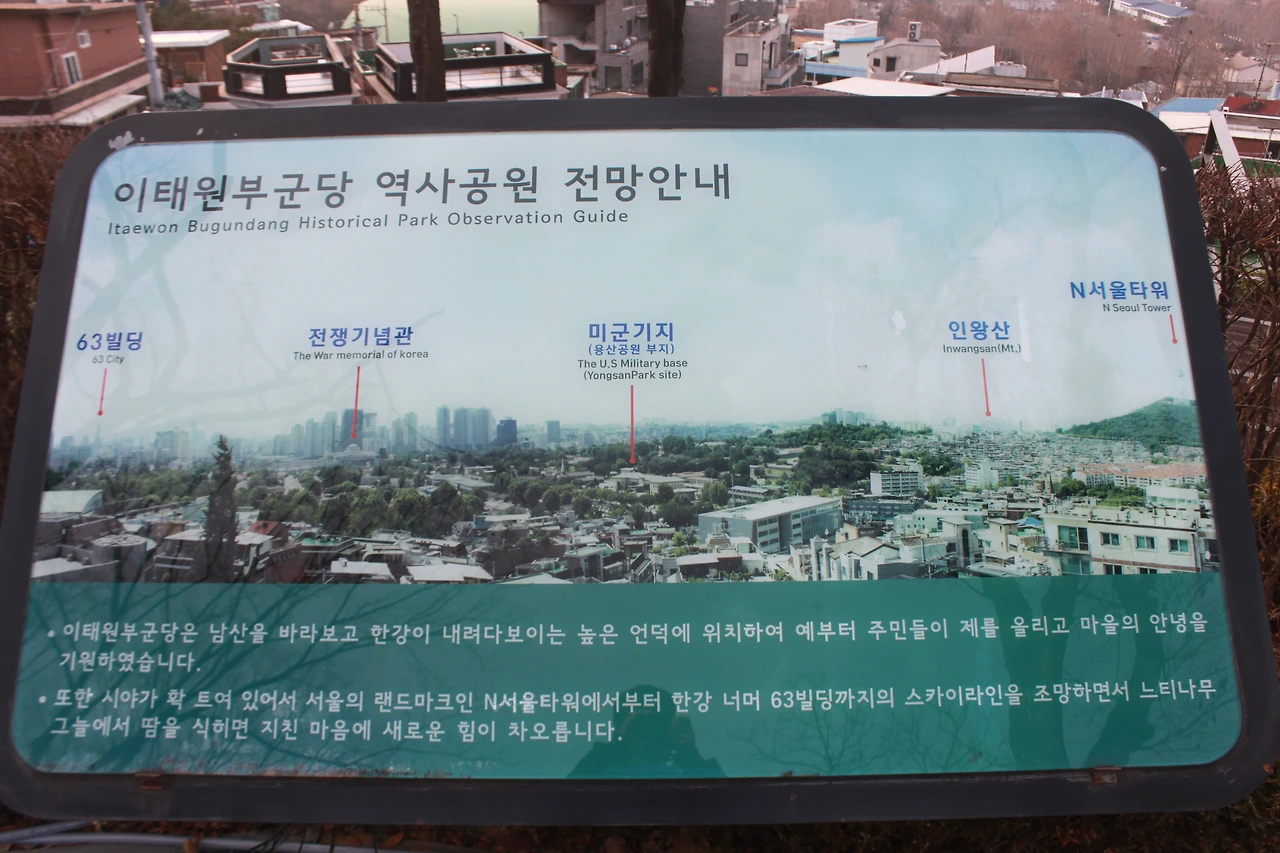 이태원부군당 역사공원 전망안내
Itaewon Bugundang Historical Park Observation Guide
63빌딩
63 City
전쟁기념관
The War memorial of korea
미군기지
(용산공원 부지)
The U.S Military base
(YongsanPark site)
인왕산
Inwangsan(Mt.)
N서울타워
N Seoul Tower
• 이태원부군당은 남산을 바라보고 한강이 내려다보이는 높은 언덕에 위치하여 예부터 주민들이 제를 올리고 마을의 안녕을
기원하였습니다.
• 또한 시야가 확 트여 있어서 서울의 랜드마크인 N서울타워에서부터 한강 너머 63빌딩까지의 스카이라인을 조망하면서 느티나무
그늘에서 땀을 식히면 지친 마음에 새로운 힘이 차오릅니다.